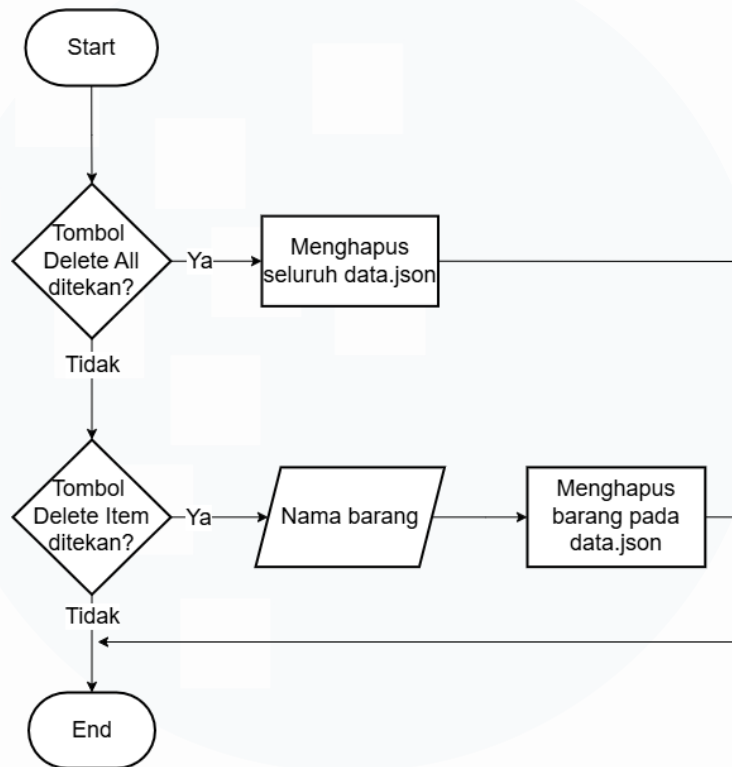 Start
Tombol
Delete All
ditekan?
Ya
Menghapus
seluruh data.json
Tidak
Tombol
Delete Item
ditekan?
Ya
Nama barang
Menghapus
barang pada
data.json
Tidak
End